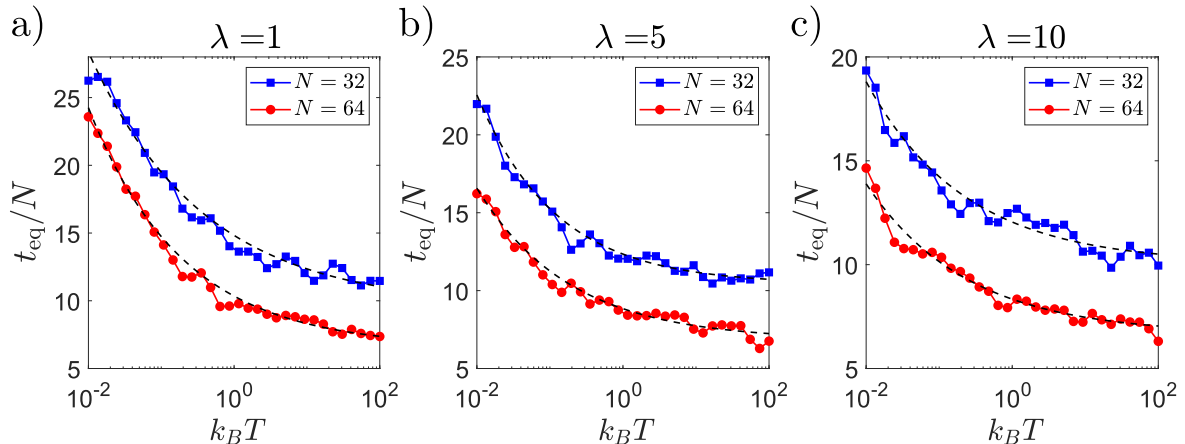 a)
λ =1
N = 32
N = 64
25
20
15
10
5
t_eq/N
10^-2
10^0
10^2
k_BT
b)
λ =5
N = 32
N = 64
25
20
15
10
5
t_eq/N
10^-2
10^0
10^2
k_BT
c)
λ =10
N = 32
N = 64
20
15
10
5
t_eq/N
10^-2
10^0
10^2
k_BT